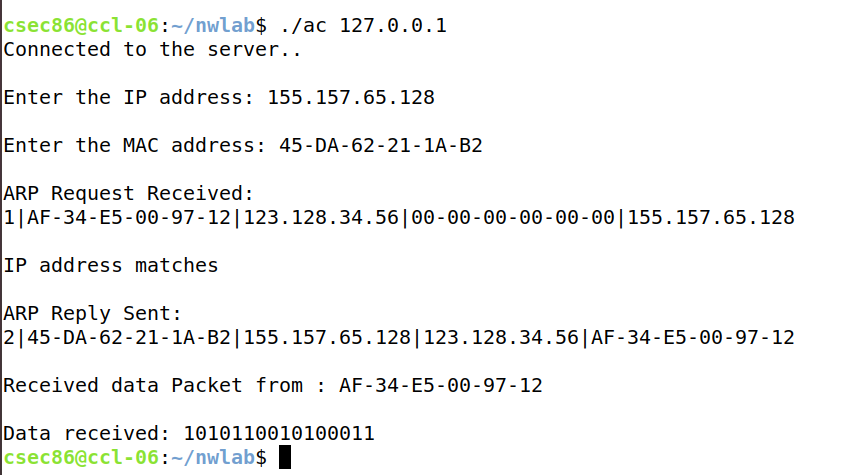 csec86@ccl-06:~/nwlab$ ./ac 127.0.0.1
Connected to the server..
Enter the IP address: 155.157.65.128
Enter the MAC address: 45-DA-62-21-1A-B2
ARP Request Received:
1|AF-34-E5-00-97-12|123.128.34.56|00-00-00-00-00-00|155.157.65.128
IP address matches
ARP Reply Sent:
2|45-DA-62-21-1A-B2|155.157.65.128|123.128.34.56|AF-34-E5-00-97-12
Received data Packet from : AF-34-E5-00-97-12
Data received: 1010110010100011
csec86@ccl-06:~/nwlab$